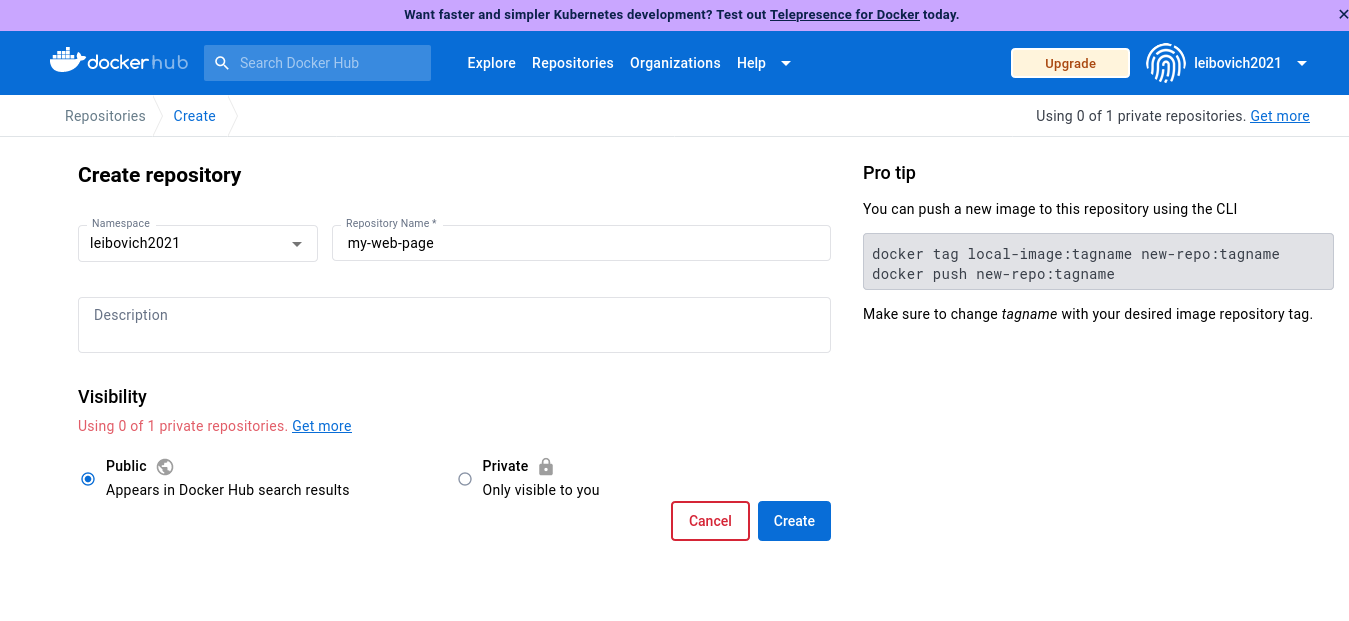 Want faster and simpler Kubernetes development? Test out Telepresence for Docker today.
dockerhub
Search Docker Hub
Explore
Repositories
Organizations
Help
Upgrade
leibovich2021
Repositories
Create
Using 0 of 1 private repositories. Get more
Create repository
Namespace
leibovich2021
Repository Name *
my-web-page
Description
Visibility
Using 0 of 1 private repositories. Get more
Public
Appears in Docker Hub search results
Private
Only visible to you
Cancel
Create
Pro tip
You can push a new image to this repository using the CLI
docker tag local-image:tagname new-repo:tagname
docker push new-repo:tagname
Make sure to change tagname with your desired image repository tag.